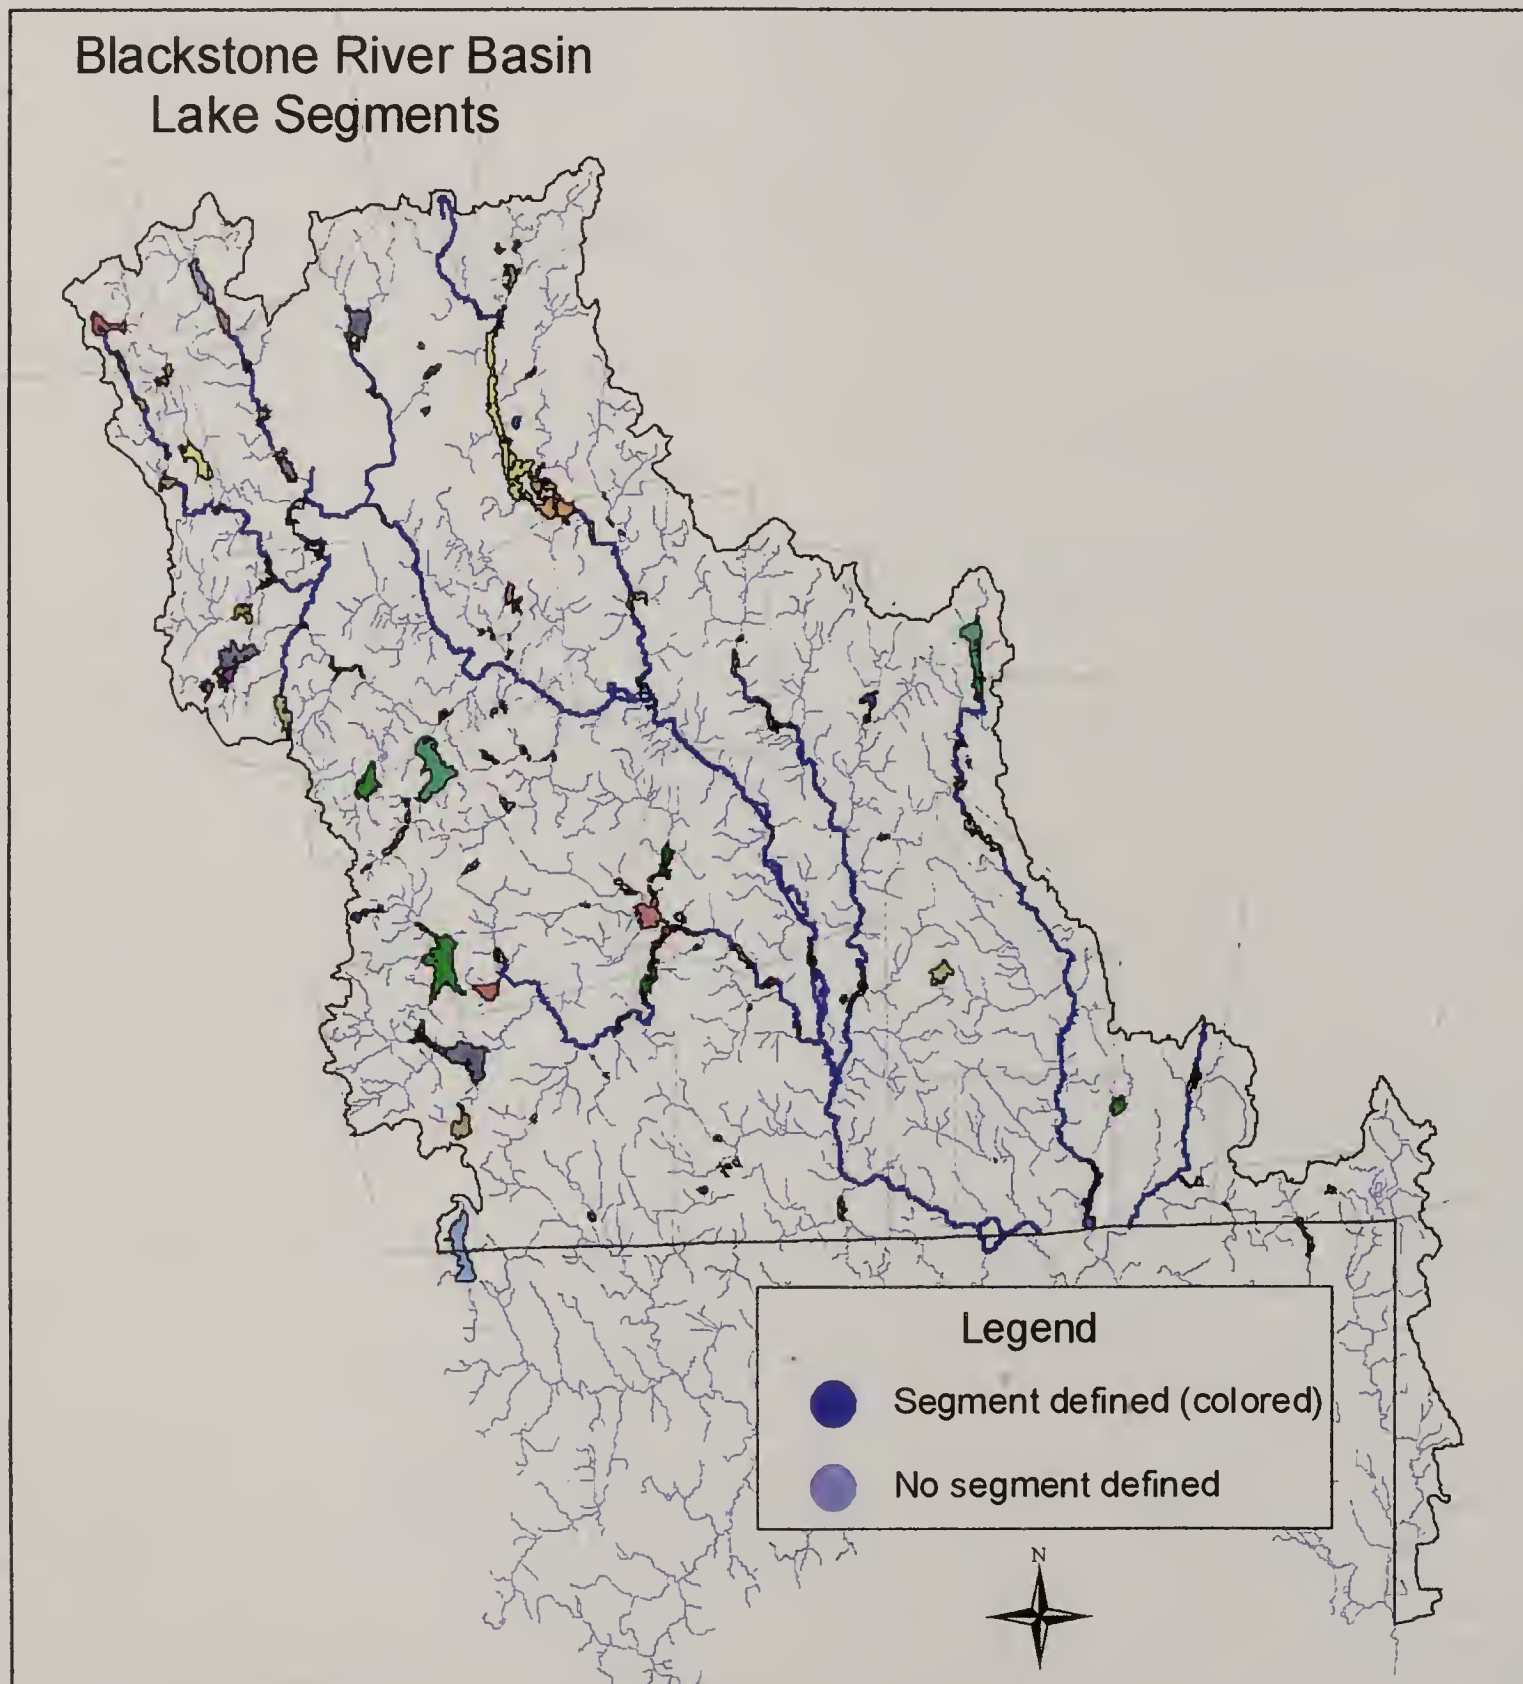 Blackstone River Basin
Lake Segments
Legend
Segment defined (colored)
No segment defined
N